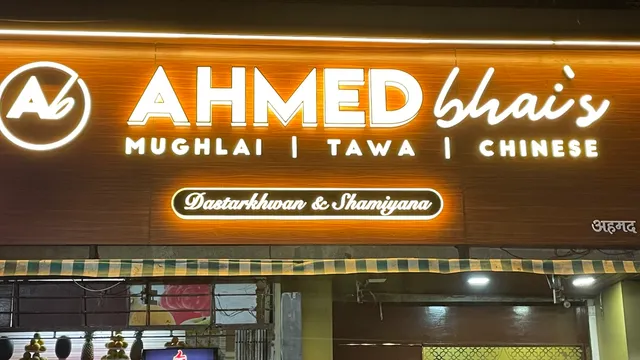 Ab
AHMED bhai's
MUGHLAI | TAWA | CHINESE
Dastarkhwan & Shamiyana
अहमद